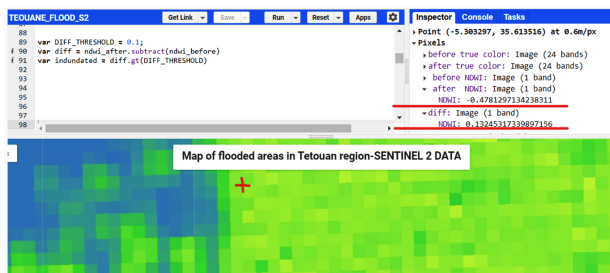 TEOUANE_FLOOD_S2
Get Link
Save
Run
Reset
Apps
Inspector
Console
Tasks
88
89 var DIFF_THRESHOLD = 0.1;
i 90 var diff = ndwi_after.subtract(ndwi_before)
i 91 var indundated = diff.gt(DIFF_THRESHOLD)
92
93
94
95
96
97
98
Point (-5.303297, 35.613516) at 0.6m/px
Pixels
before true color: Image (24 bands)
after true color: Image (24 bands)
before NDWI: Image (1 band)
after NDWI: Image (1 band)
NDWI: -0.4781297134238311
diff: Image (1 band)
NDWI: 0.13245317339897156
s
Map of flooded areas in Tetouan region-SENTINEL 2 DATA